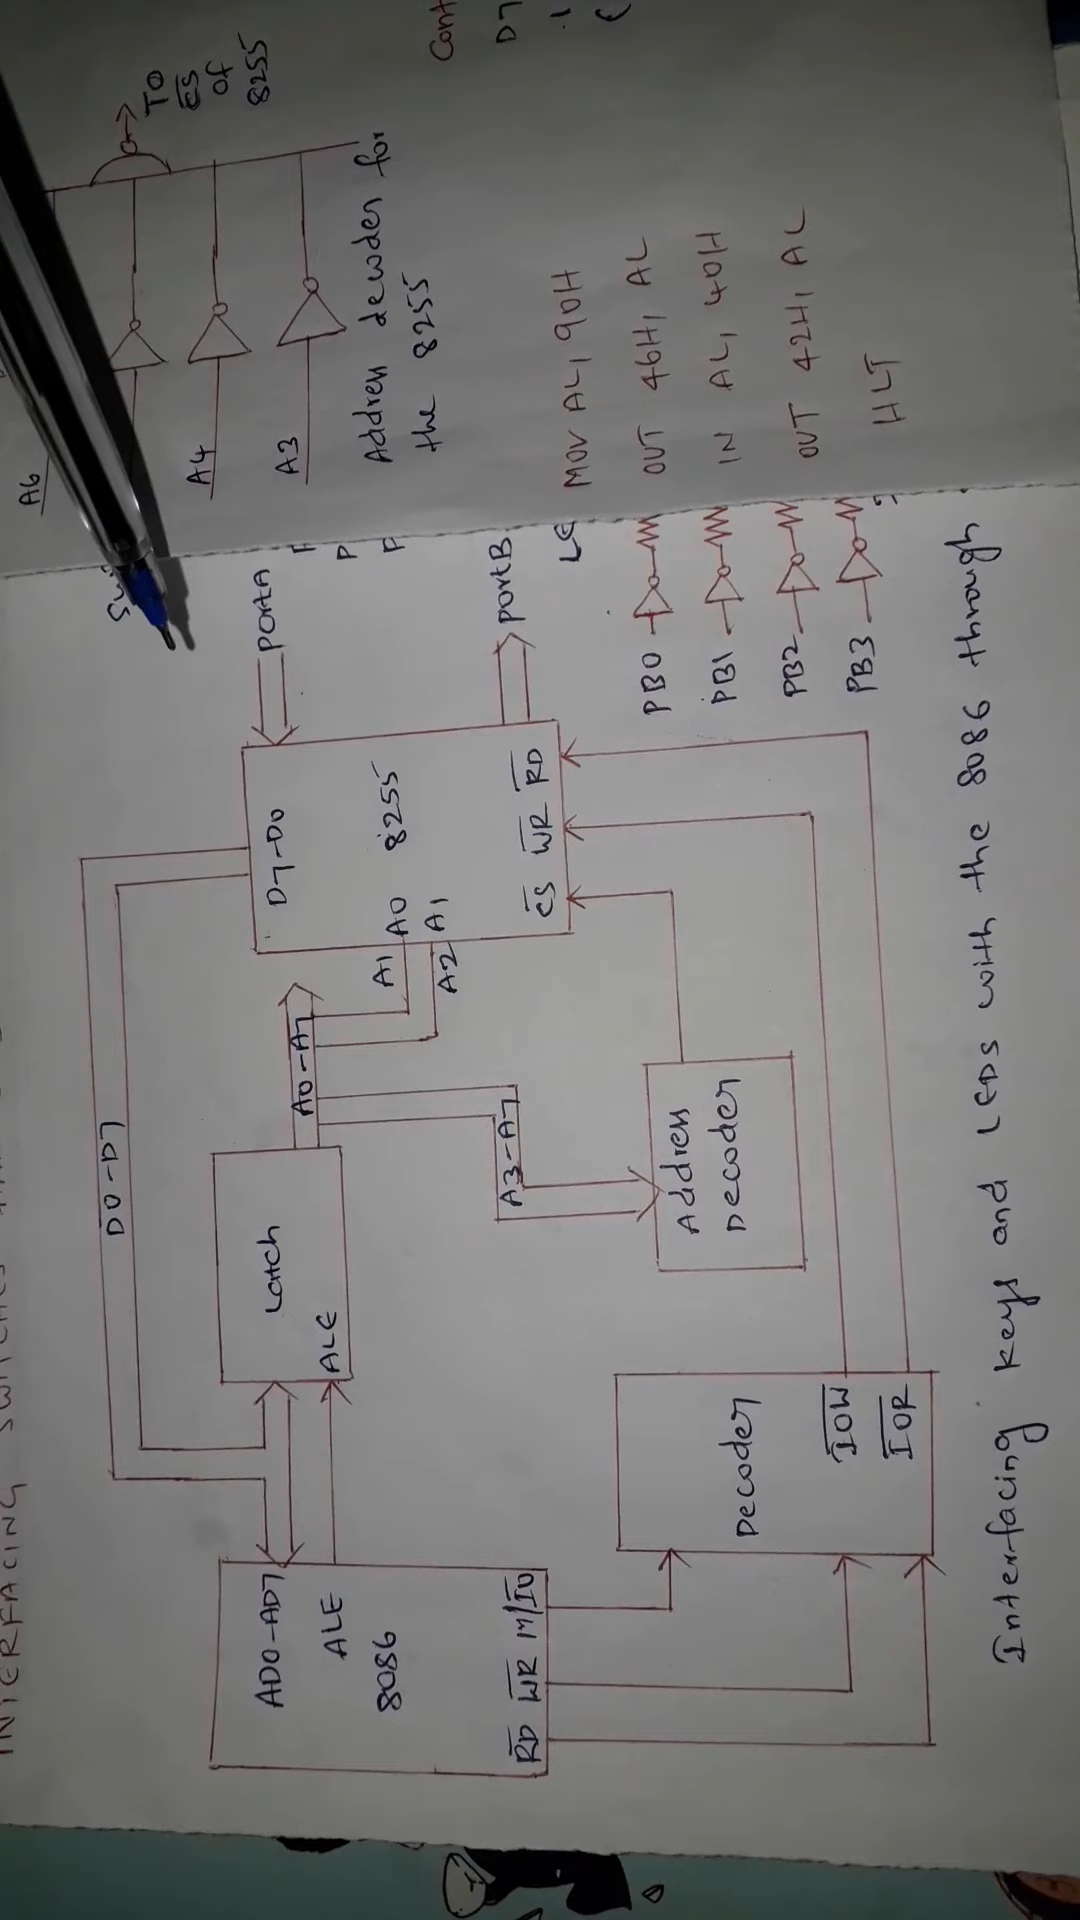 INTERFACING SWITCHES
D0-D7
AD0-AD7
ALE
8086
RD WR M/IO
Latch
ALE
A0-A7
A3-A7
Address
Decoder
Decoder
IOW
IOR
A1
A2
D7-D0
A0
8255
A1
CS WR RD
PortA
PortB
PB0
PB1
PB2
PB3
Interfacing keys and LEDs with the 8086 through
A6
A4
A3
TO
CS
of
8255
Address decoder for
the 8255
Cont
D7
MOV AL, 90H
OUT 46H, AL
IN AL, 40H
OUT 42H, AL
HLT